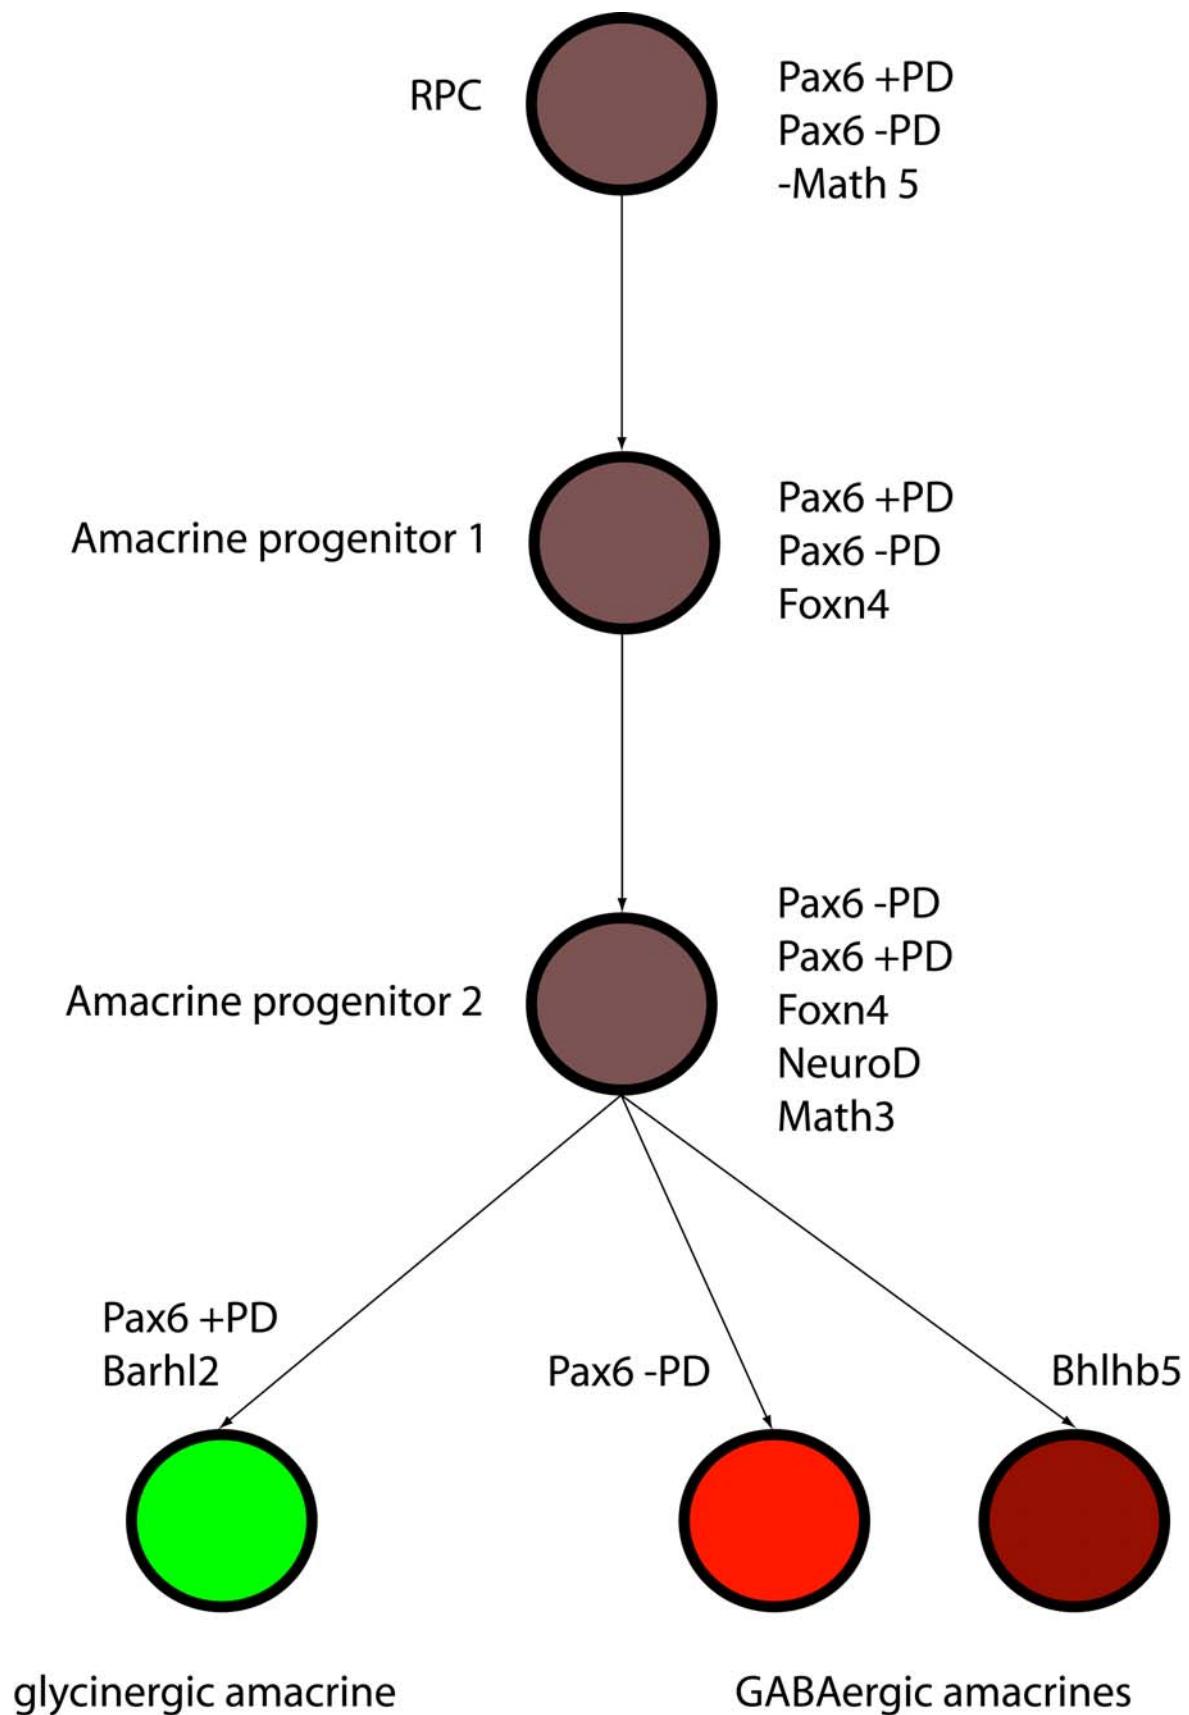 RPC
Pax6 +PD
Pax6 -PD
-Math 5
Amacrine progenitor 1
Pax6 +PD
Pax6 -PD
Foxn4
Amacrine progenitor 2
Pax6 -PD
Pax6 +PD
Foxn4
NeuroD
Math3
Pax6 +PD
Barhl2
Pax6 -PD
Bhlhb5
glycinergic amacrine
GABAergic amacrines